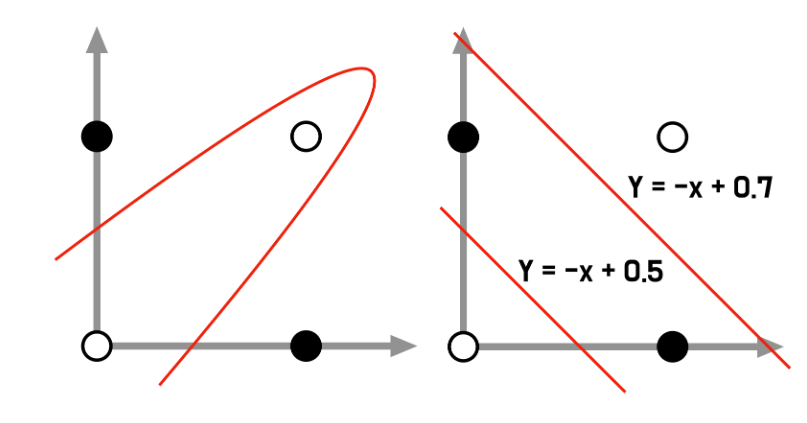 Y = -x + 0.7
Y = -x + 0.5